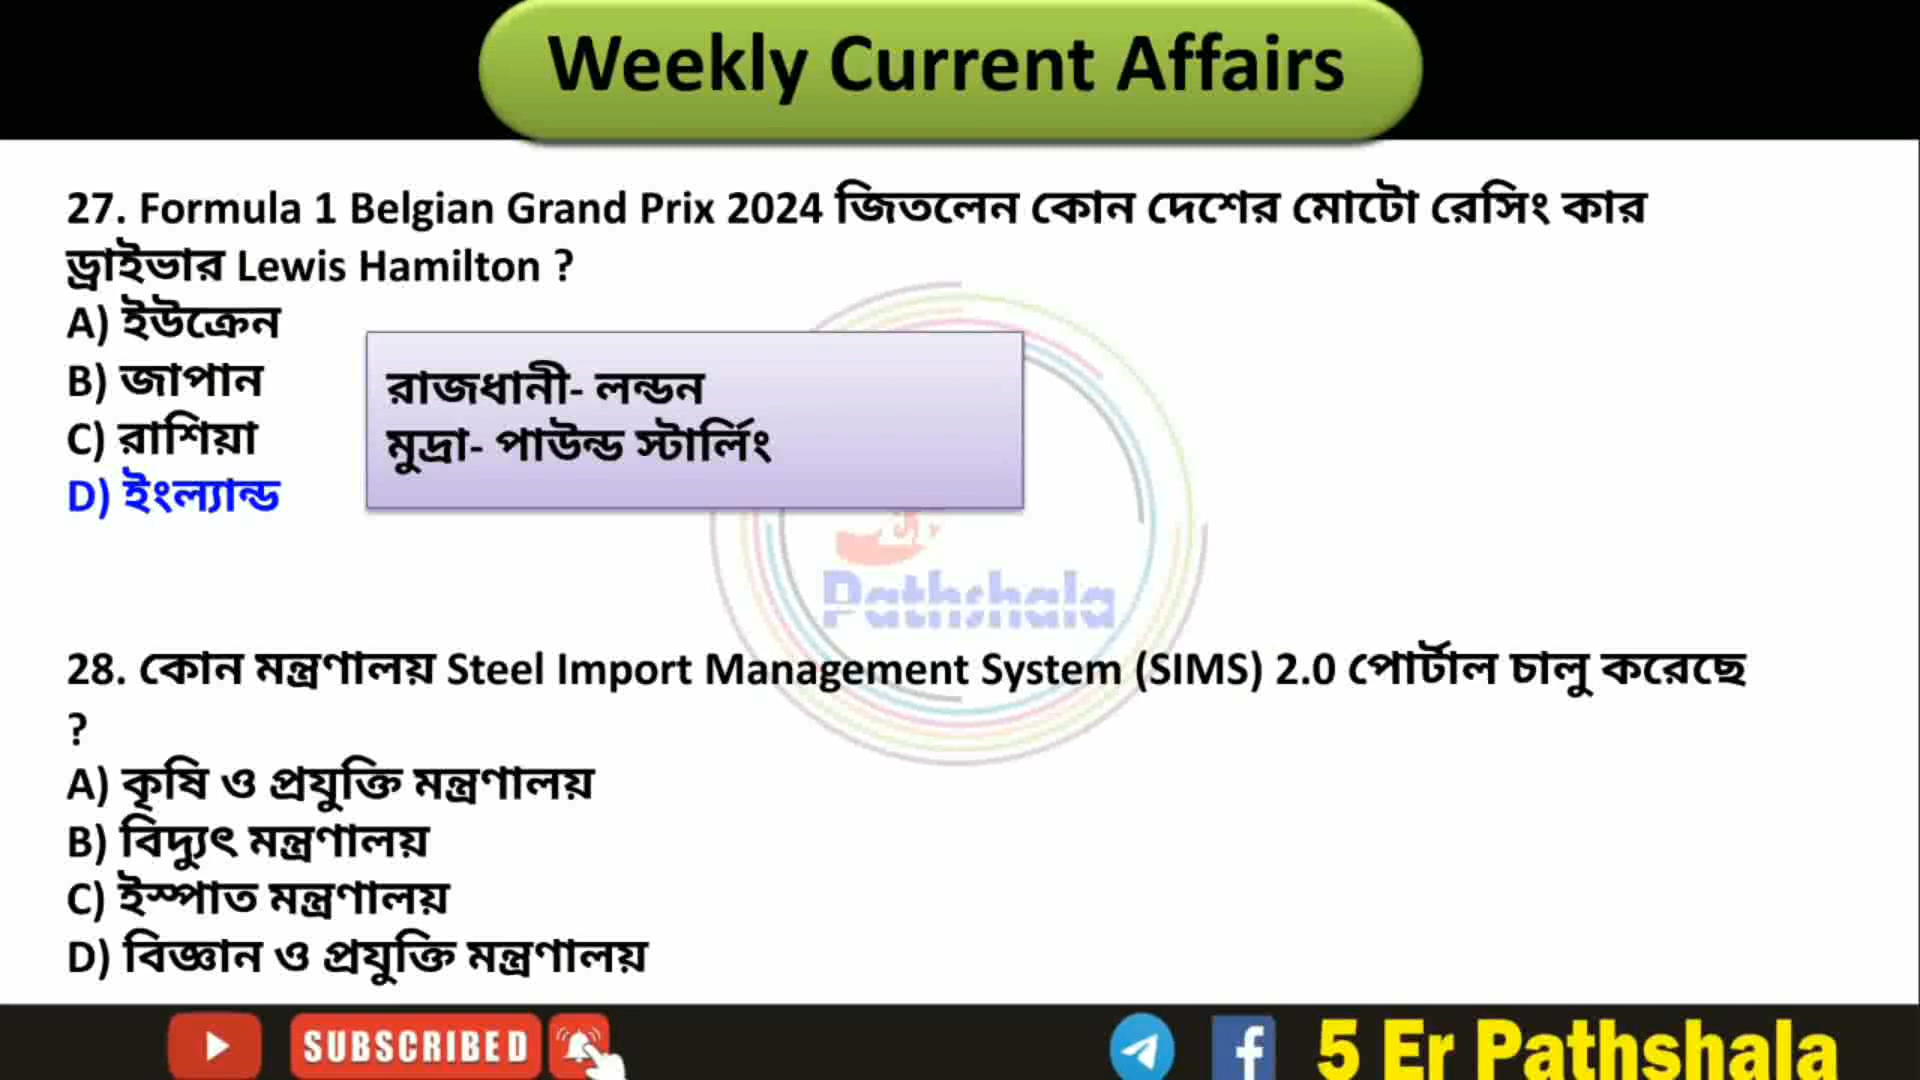 Weekly Current Affairs
27. Formula 1 Belgian Grand Prix 2024 জিতলেন কোন দেশের মোটো রেসিং কার
ড্রাইভার Lewis Hamilton ?
A) ইউক্রেন
B) জাপান
C) রাশিয়া
D) ইংল্যান্ড
রাজধানী- লন্ডন
মুদ্রা- পাউন্ড স্টার্লিং
Pathshala
28. কোন মন্ত্রণালয় Steel Import Management System (SIMS) 2.0 পোর্টাল চালু করেছে
?
A) কৃষি ও প্রযুক্তি মন্ত্রণালয়
B) বিদ্যুৎ মন্ত্রণালয়
C) ইস্পাত মন্ত্রণালয়
D) বিজ্ঞান ও প্রযুক্তি মন্ত্রণালয়
SUBSCRIBED
5 Er Pathshala